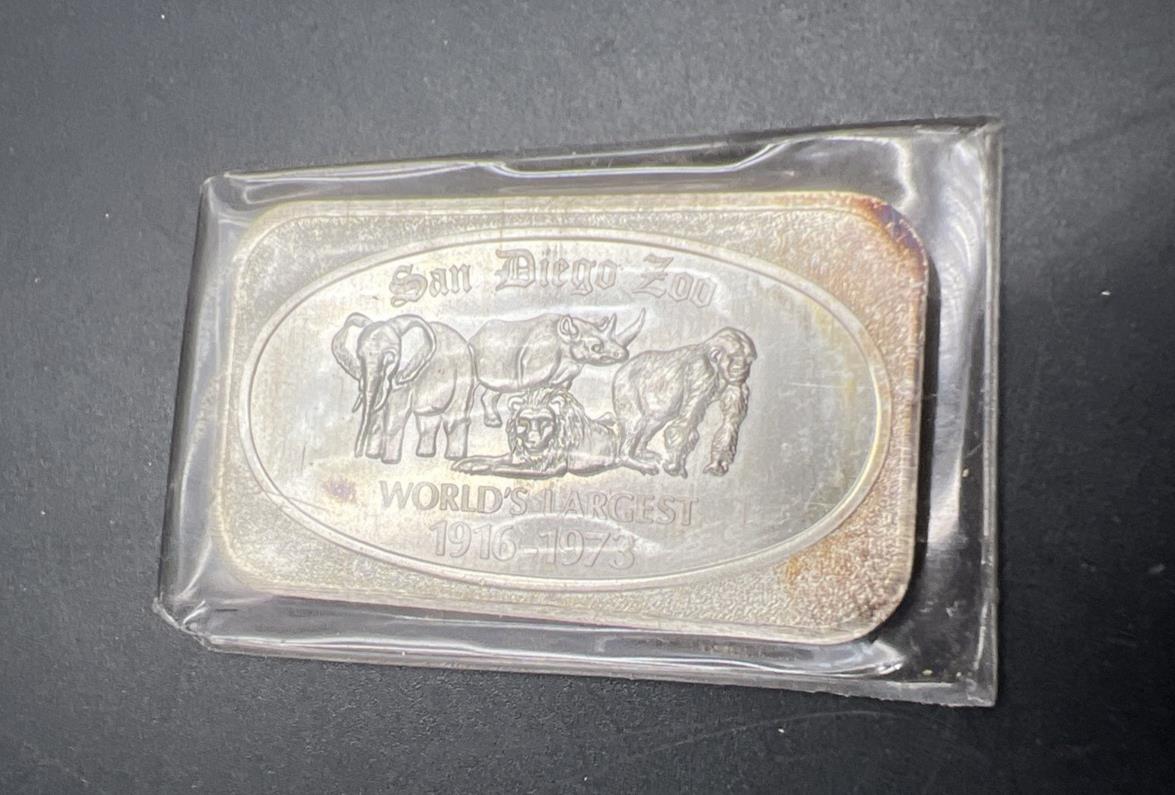 San Diego Zoo
WORLD'S LARGEST
1916-1973